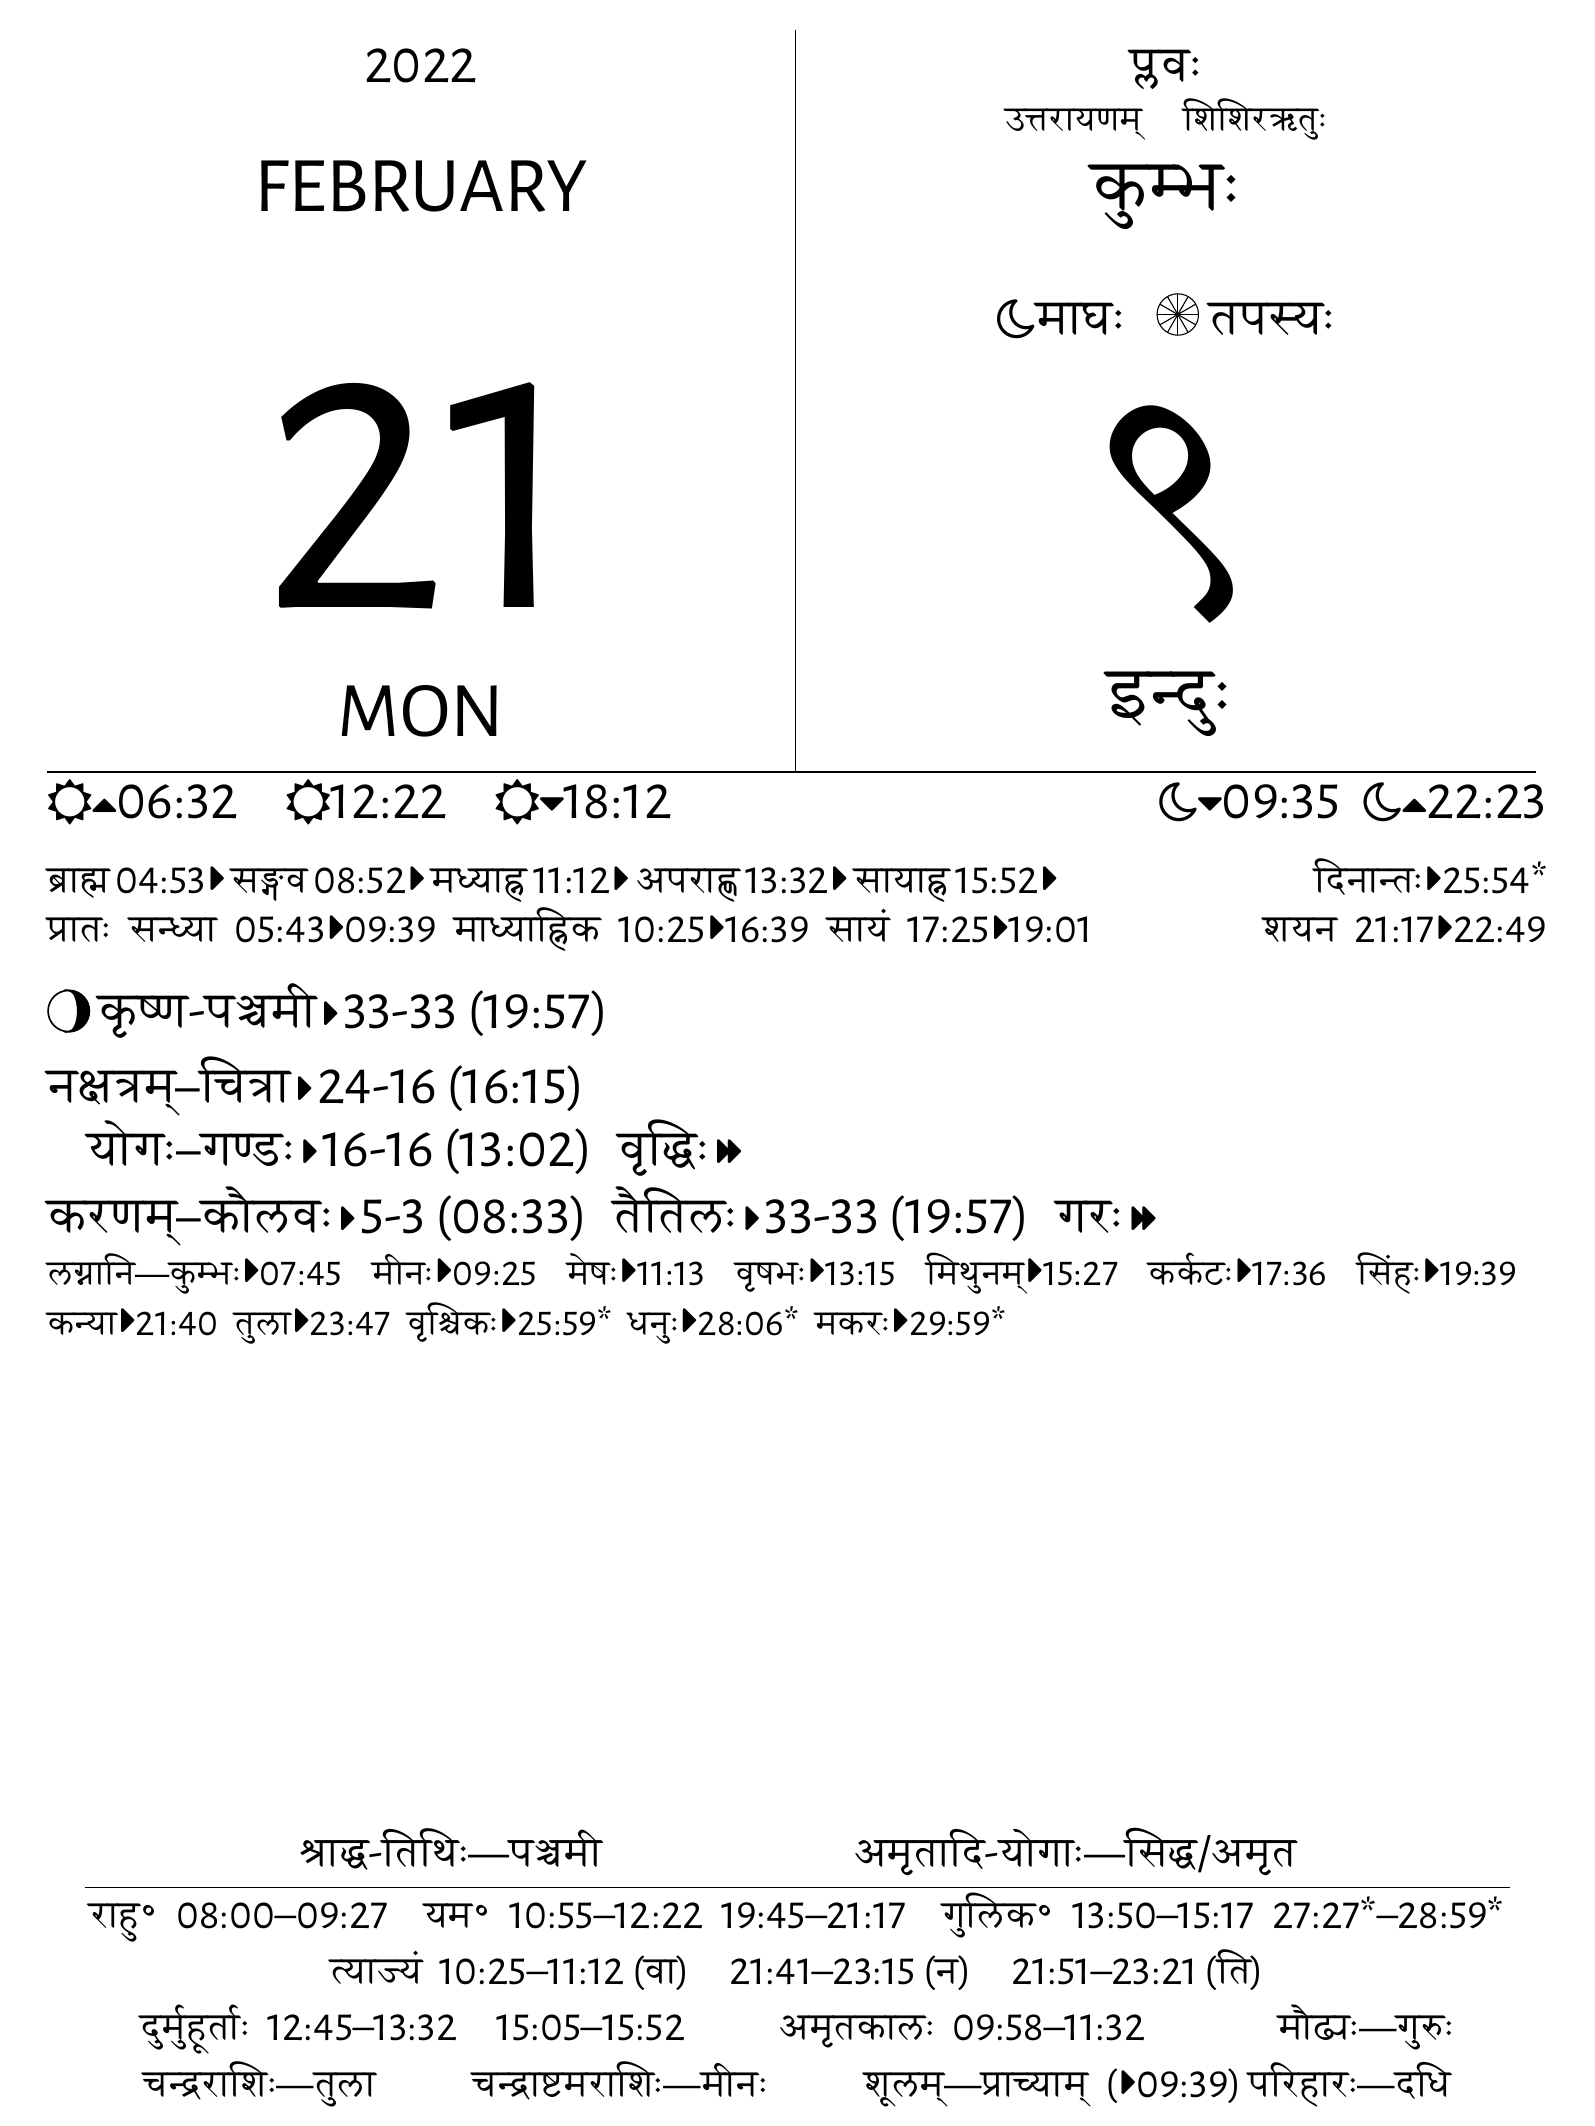 2022
FEBRUARY
21
MON
प्लवः
उत्तरायणम् शिशिरऋतुः
कुम्भः
माघः तपस्यः
९
इन्दुः
06:32 12:22 18:12 09:35 22:23
ब्राह्म 04:53 सङ्गव 08:52 मध्याह्न 11:12 अपराह्ण 13:32 सायाह्न 15:52 दिनान्तः 25:54*
प्रातः सन्ध्या 05:43 09:39 माध्याह्निक 10:25 16:39 सायं 17:25 19:01 शयन 21:17 22:49
कृष्ण-पञ्चमी 33-33 (19:57)
नक्षत्रम्–चित्रा 24-16 (16:15)
योगः–गण्डः 16-16 (13:02) वृद्धिः
करणम्–कौलवः 5-3 (08:33) तैतिलः 33-33 (19:57) गरः
लग्नानि—कुम्भः 07:45 मीनः 09:25 मेषः 11:13 वृषभः 13:15 मिथुनम् 15:27 कर्कटः 17:36 सिंहः 19:39
कन्या 21:40 तुला 23:47 वृश्चिकः 25:59* धनुः 28:06* मकरः 29:59*
श्राद्ध-तिथिः—पञ्चमी अमृतादि-योगाः—सिद्ध/अमृत
राहु॰ 08:00–09:27 यम॰ 10:55–12:22 19:45–21:17 गुलिक॰ 13:50–15:17 27:27*–28:59*
त्याज्यं 10:25–11:12 (वा) 21:41–23:15 (न) 21:51–23:21 (ति)
दुर्मुहूर्ताः 12:45–13:32 15:05–15:52 अमृतकालः 09:58–11:32 मौढ्यः—गुरुः
चन्द्रराशिः—तुला चन्द्राष्टमराशिः—मीनः शूलम्—प्राच्याम् (09:39) परिहारः—दधि